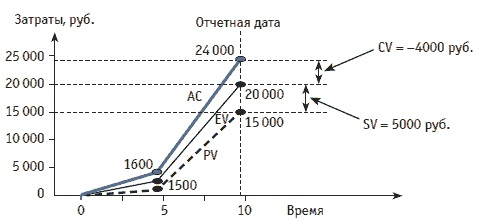 Затраты, руб.
Отчетная дата
25 000
24 000
CV = –4000 руб.
20 000
AC
20 000
15 000
EV
15 000
SV = 5000 руб.
10 000
1600
PV
5 000
1500
0
0
5
10
Время